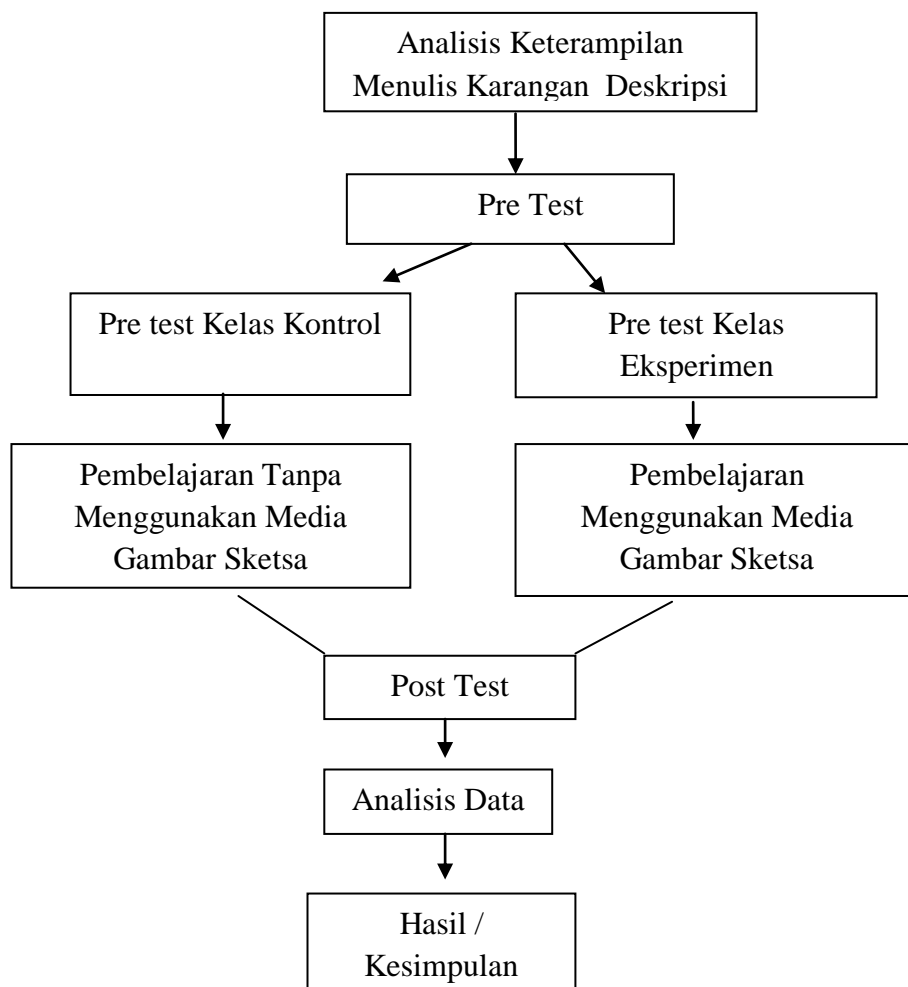 Analisis Keterampilan
Menulis Karangan Deskripsi
Pre Test
Pre test Kelas Kontrol
Pre test Kelas
Eksperimen
Pembelajaran Tanpa
Menggunakan Media
Gambar Sketsa
Pembelajaran
Menggunakan Media
Gambar Sketsa
Post Test
Analisis Data
Hasil /
Kesimpulan